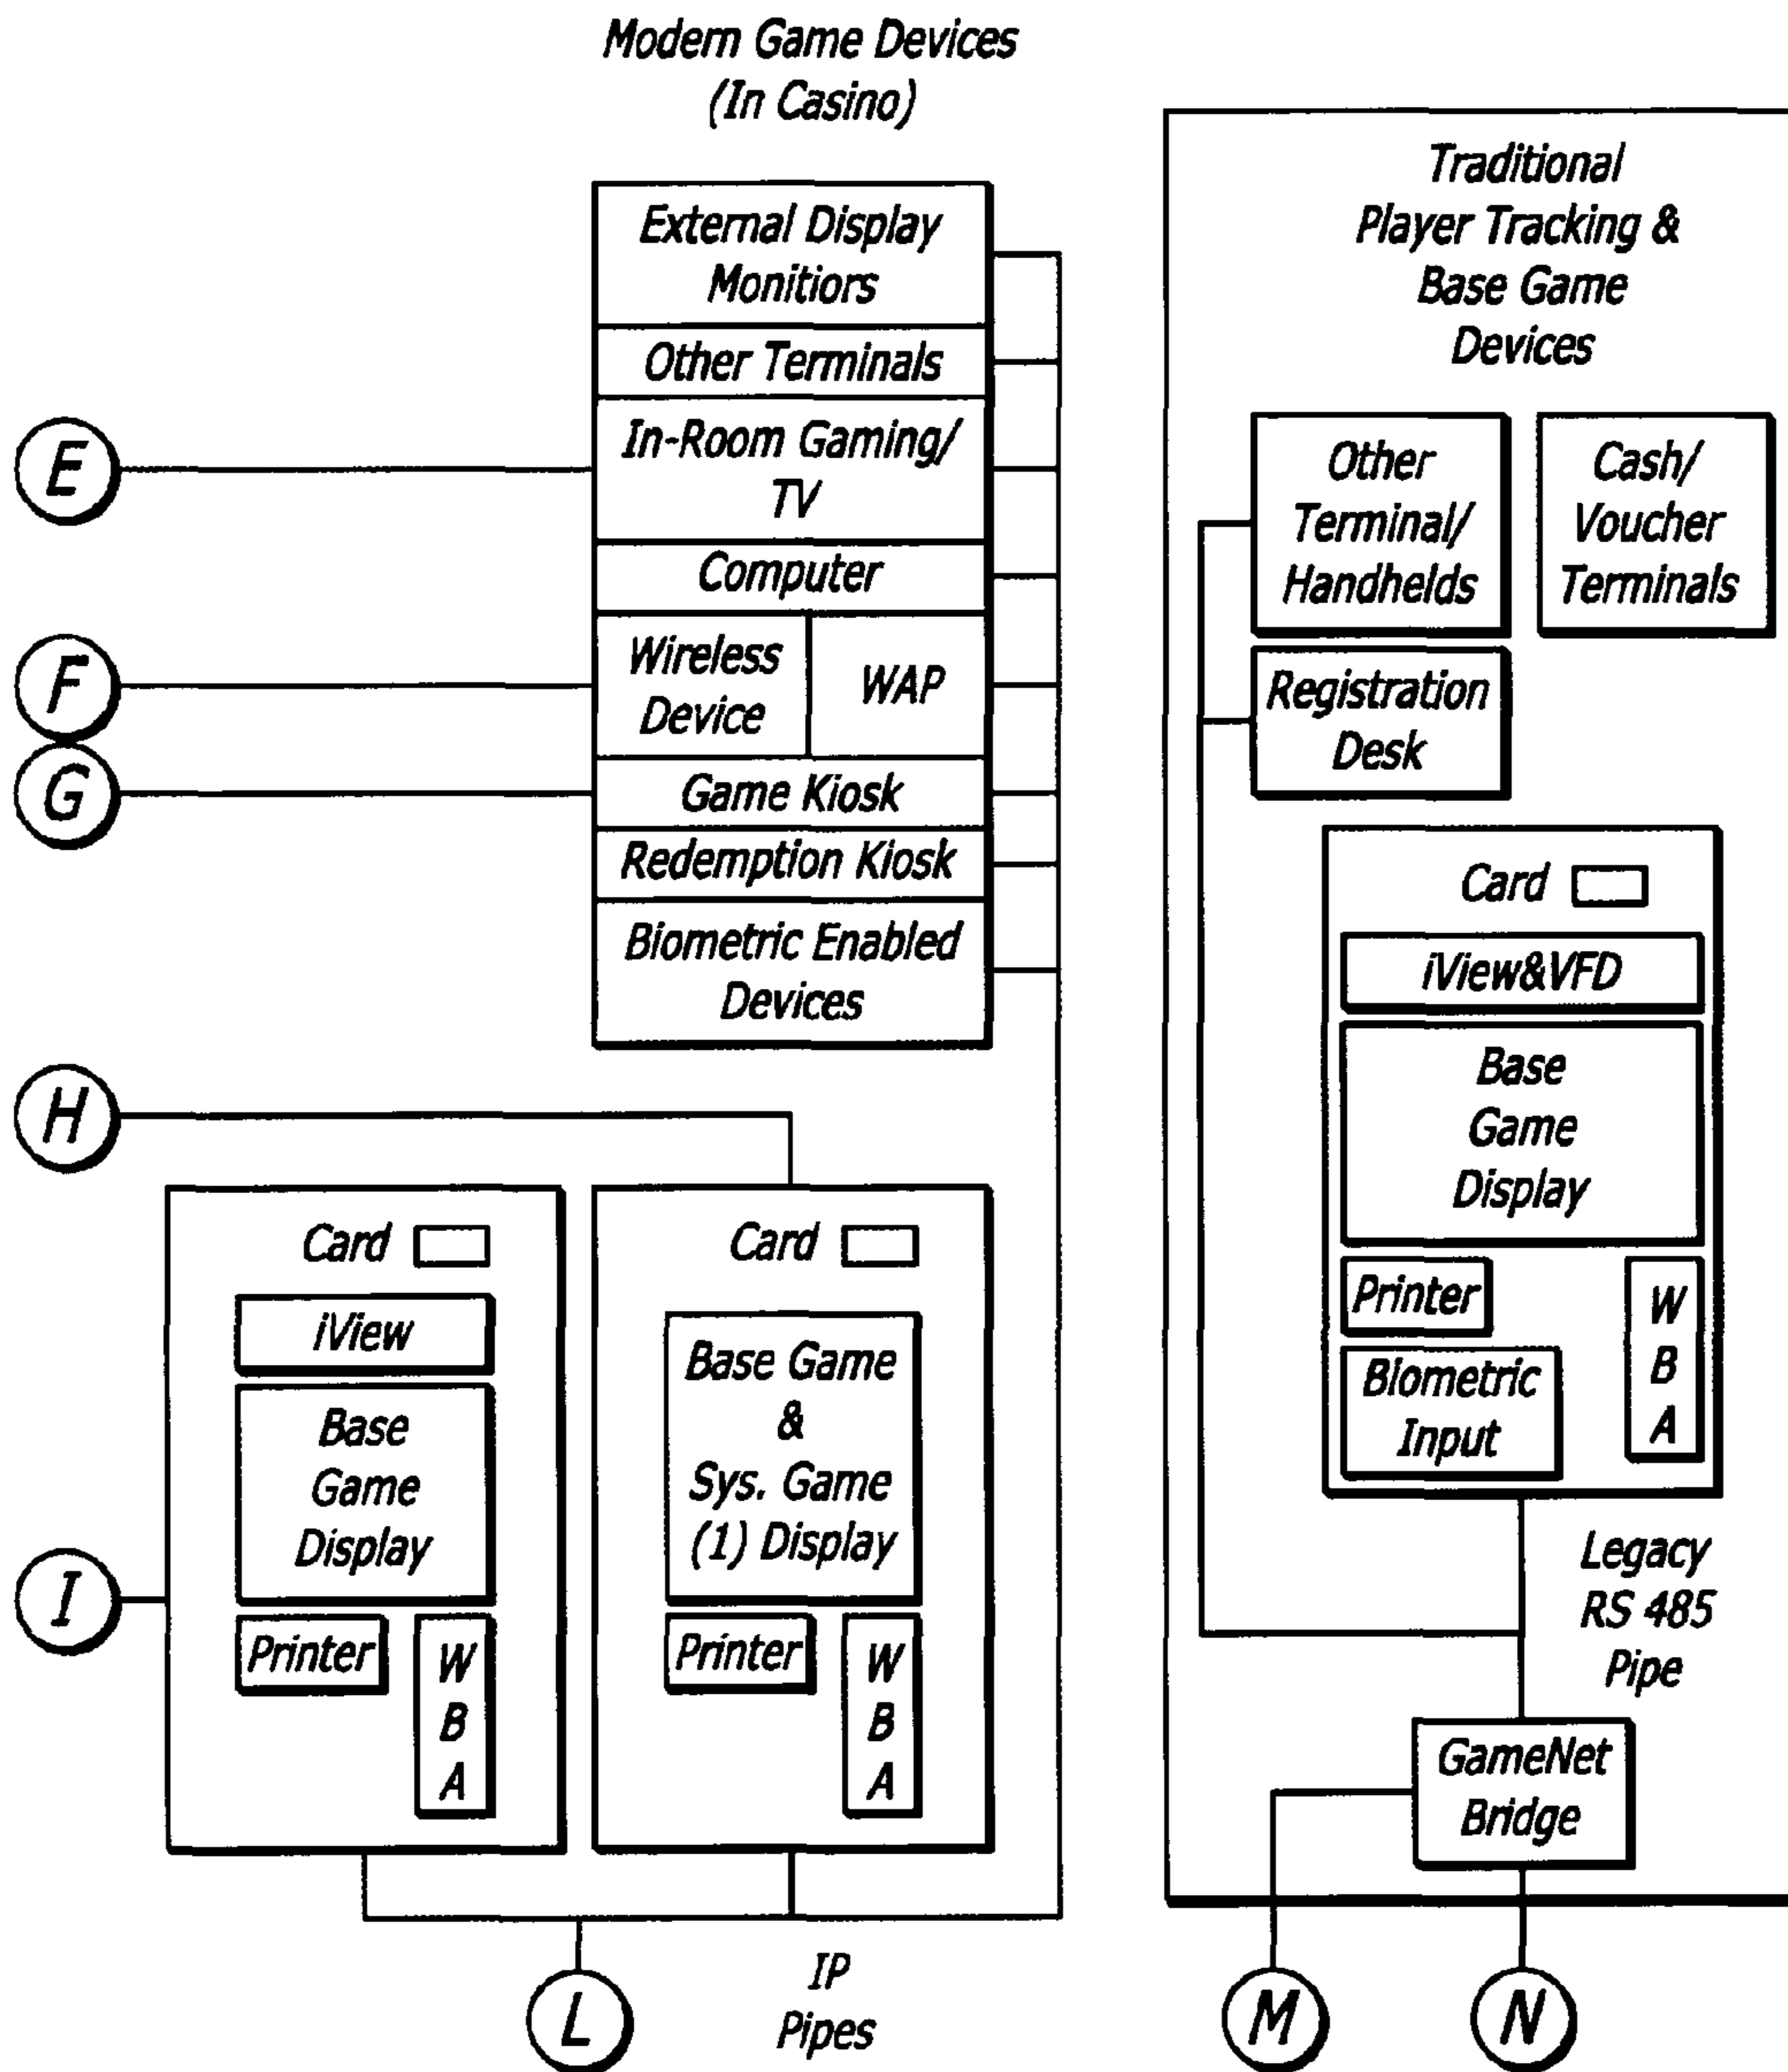 Modern Game Devices
(In Casino)
External Display
Monitiors
Other Terminals
In-Room Gaming/
TV
Computer
Wireless
Device
WAP
Game Kiosk
Redemption Kiosk
Biometric Enabled
Devices
E
F
G
H
I
Card
iView
Base
Game
Display
Printer
W
B
A
Card
Base Game
&
Sys. Game
(1) Display
Printer
W
B
A
L
IP
Pipes
Traditional
Player Tracking &
Base Game
Devices
Other
Terminal/
Handhelds
Cash/
Voucher
Terminals
Registration
Desk
Card
iView&VFD
Base
Game
Display
Printer
W
B
A
Biometric
Input
Legacy
RS 485
Pipe
GameNet
Bridge
M
N